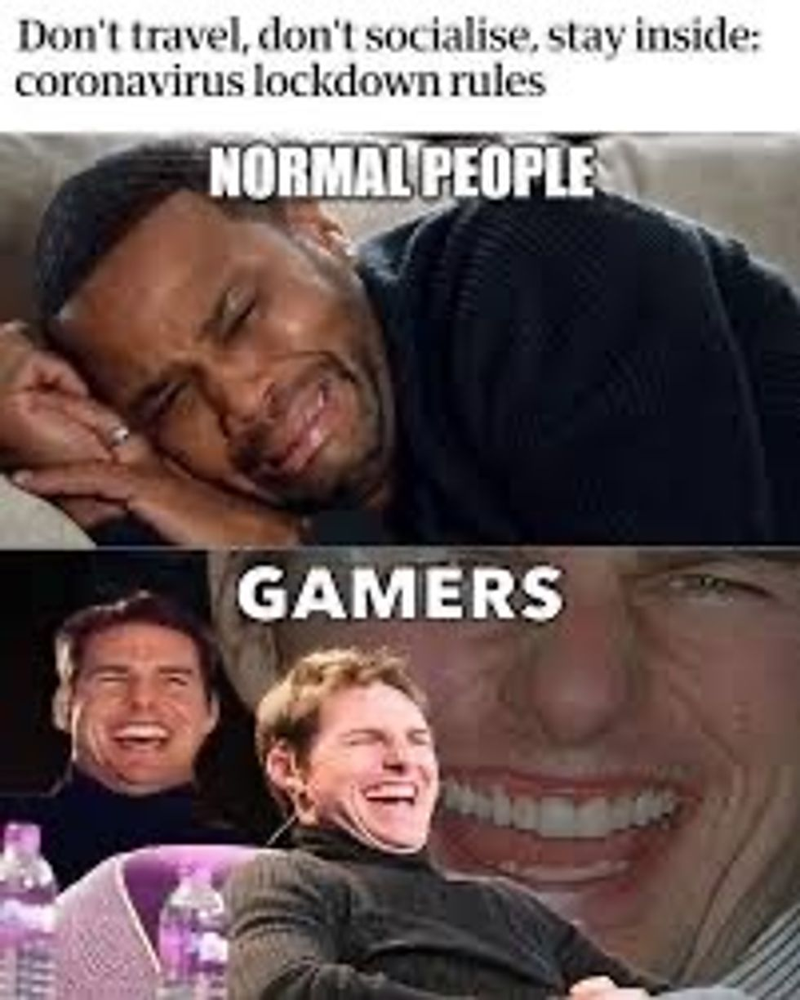 Don't travel, don't socialise, stay inside:
coronavirus lockdown rules
NORMAL PEOPLE
GAMERS